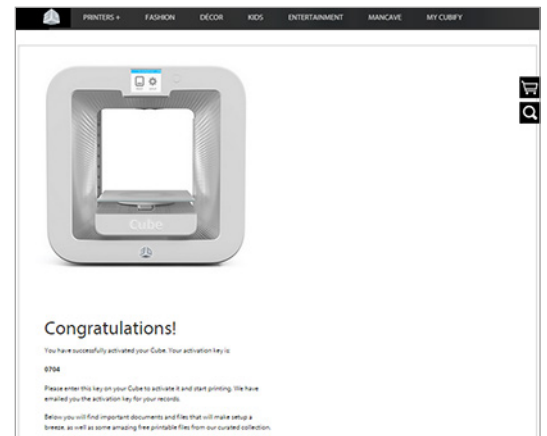 PRINTERS + FASHION DÉCOR KIDS ENTERTAINMENT MANCAVE MY CUBIFY
Cube
Congratulations!
You have successfully activated your Cube. Your activation key is:
0704
Please enter this key on your Cube to activate it and start printing. We have
emailed you the activation key for your records.
Below you will find important documents and files that will make setup a
breeze, as well as some amazing free printable files from our curated collection.